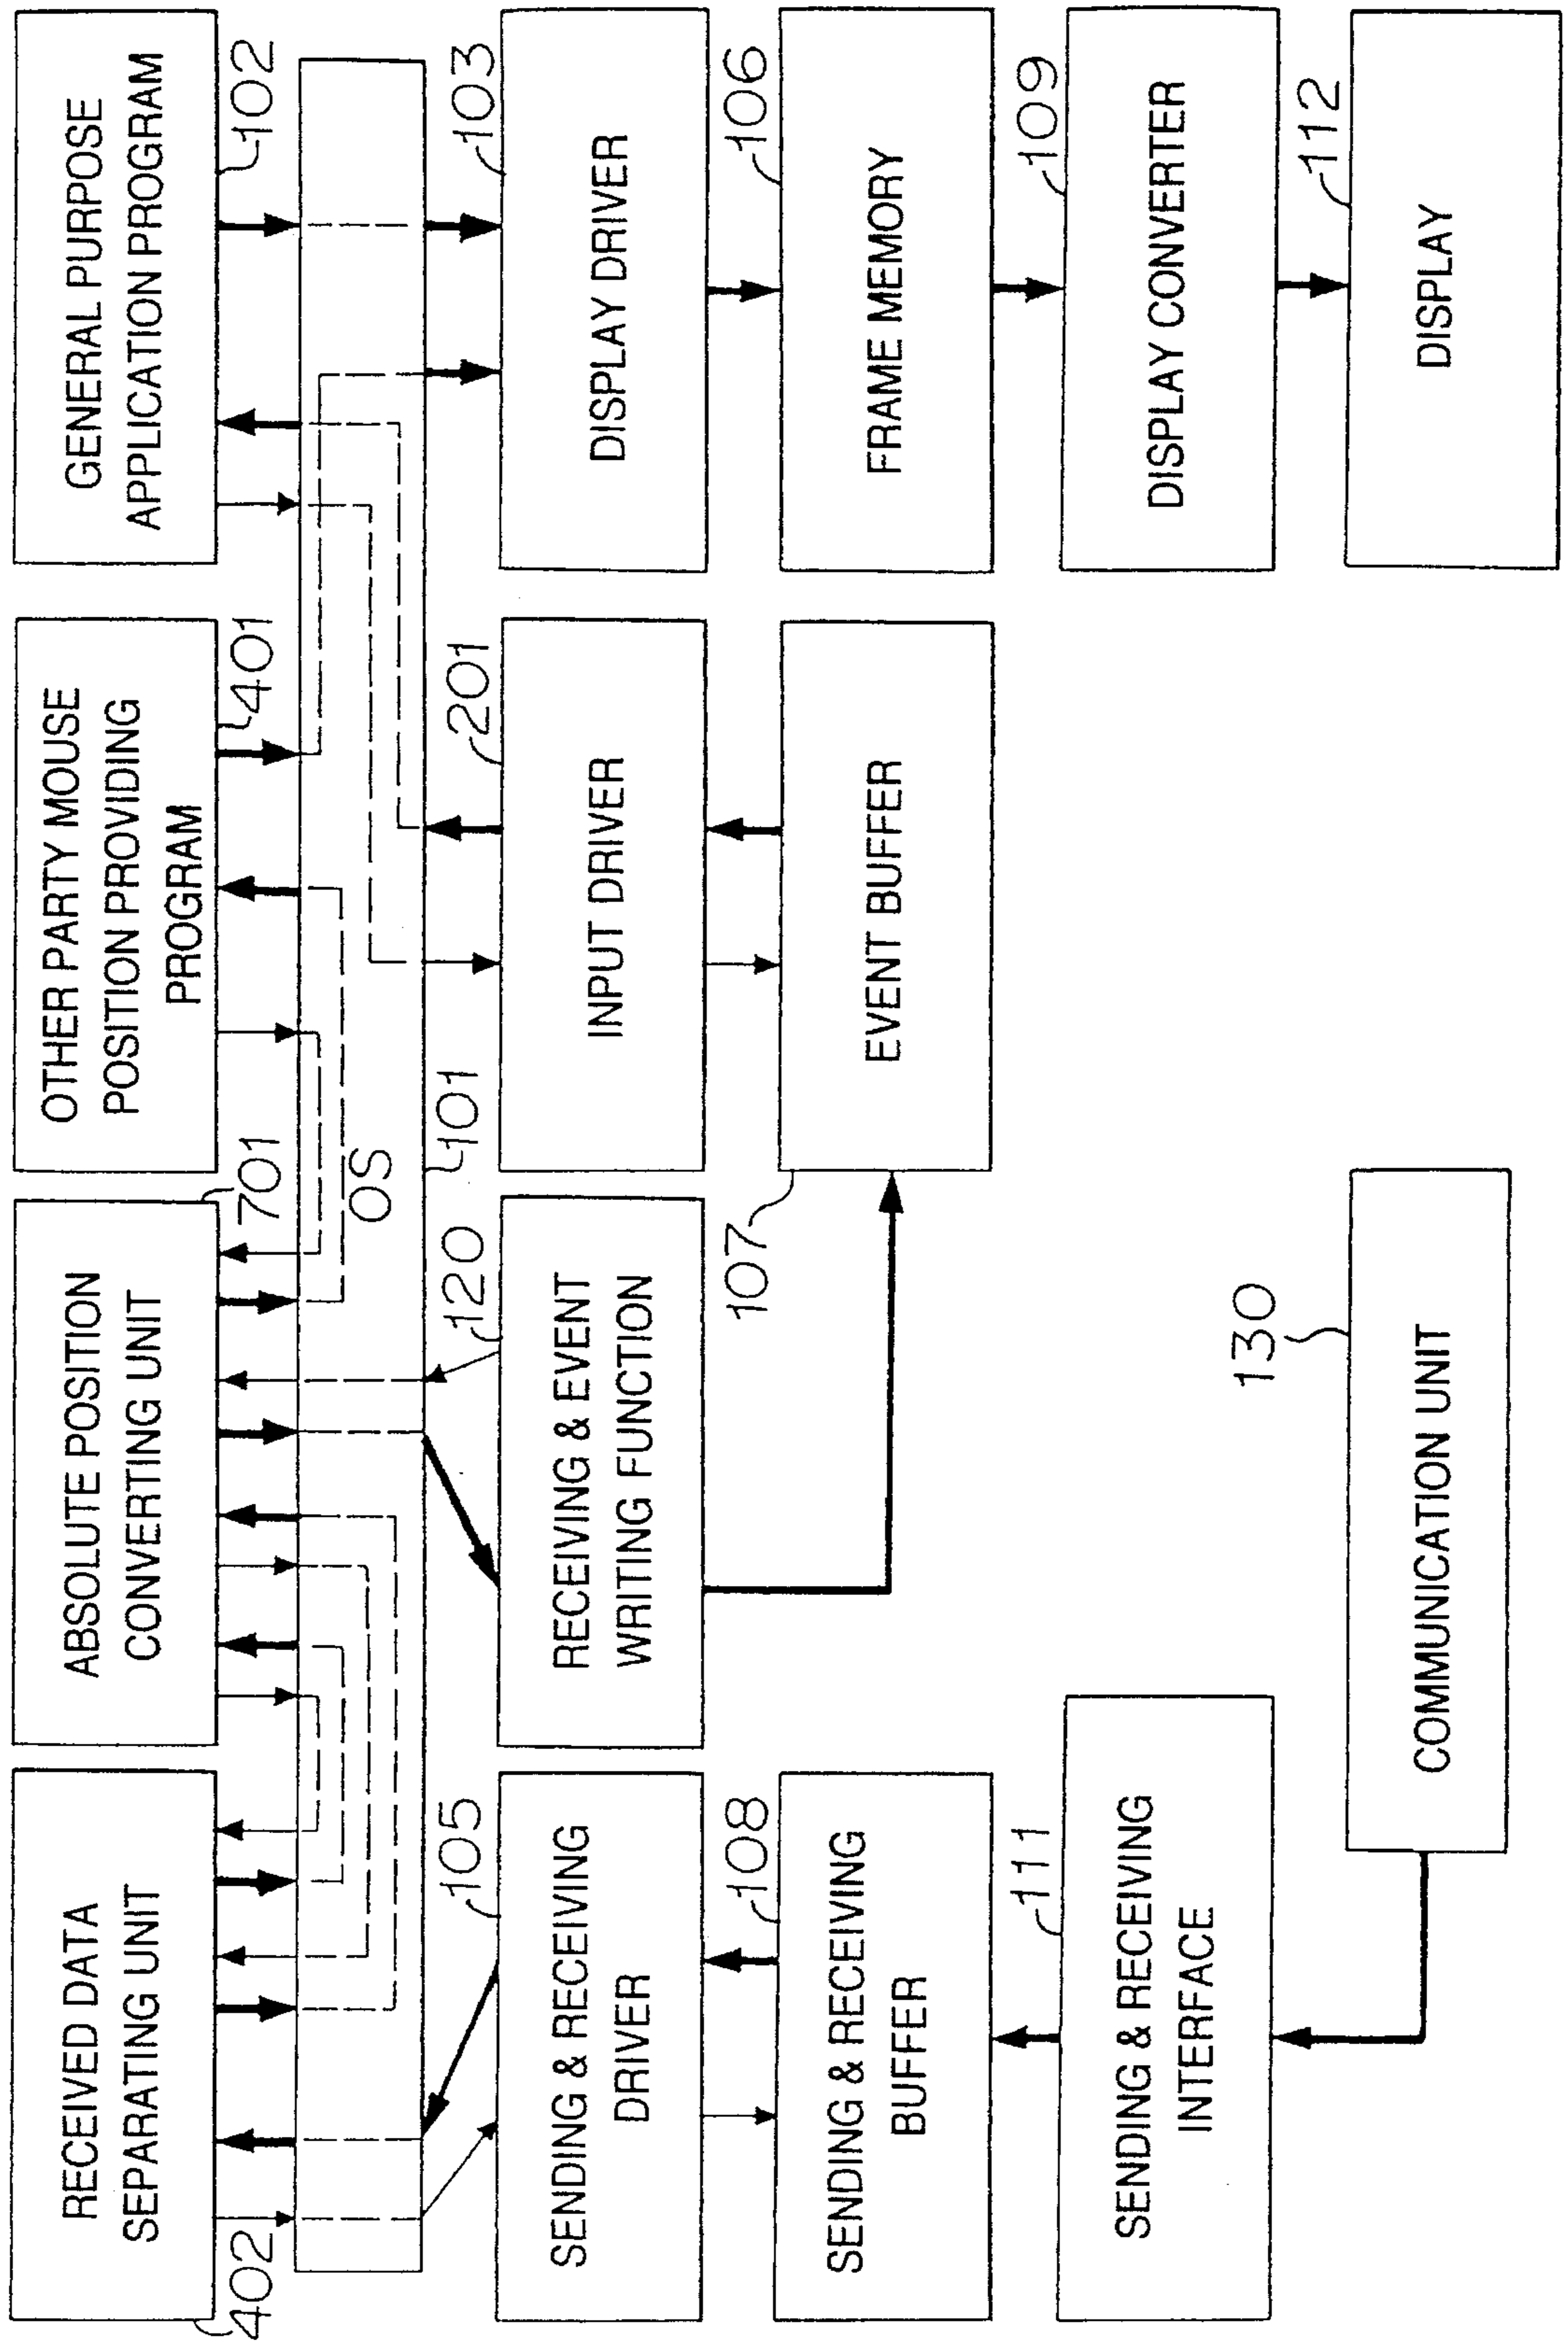 RECEIVED DATA
SEPARATING UNIT
402
ABSOLUTE POSITION
CONVERTING UNIT
701
OTHER PARTY MOUSE
POSITION PROVIDING
PROGRAM
401
GENERAL PURPOSE
APPLICATION PROGRAM
102
OS
101
SENDING & RECEIVING
DRIVER
105
RECEIVING & EVENT
WRITING FUNCTION
120
INPUT DRIVER
201
DISPLAY DRIVER
103
SENDING & RECEIVING
BUFFER
108
EVENT BUFFER
107
FRAME MEMORY
106
SENDING & RECEIVING
INTERFACE
111
DISPLAY CONVERTER
109
COMMUNICATION UNIT
130
DISPLAY
112